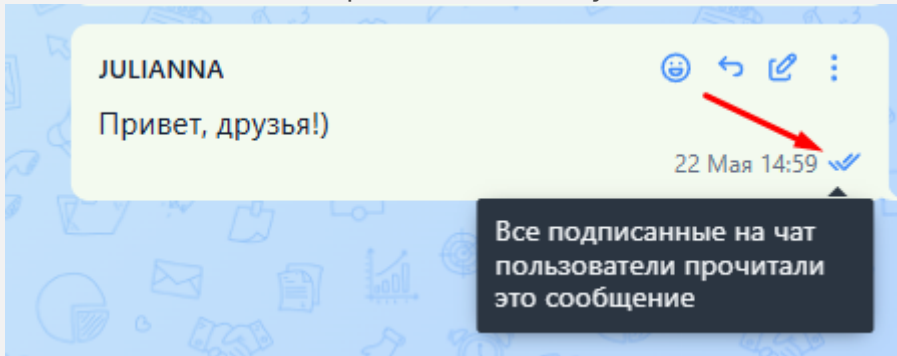 JULIANNA
Привет, друзья!)
22 Мая 14:59
Все подписанные на чат
пользователи прочитали
это сообщение